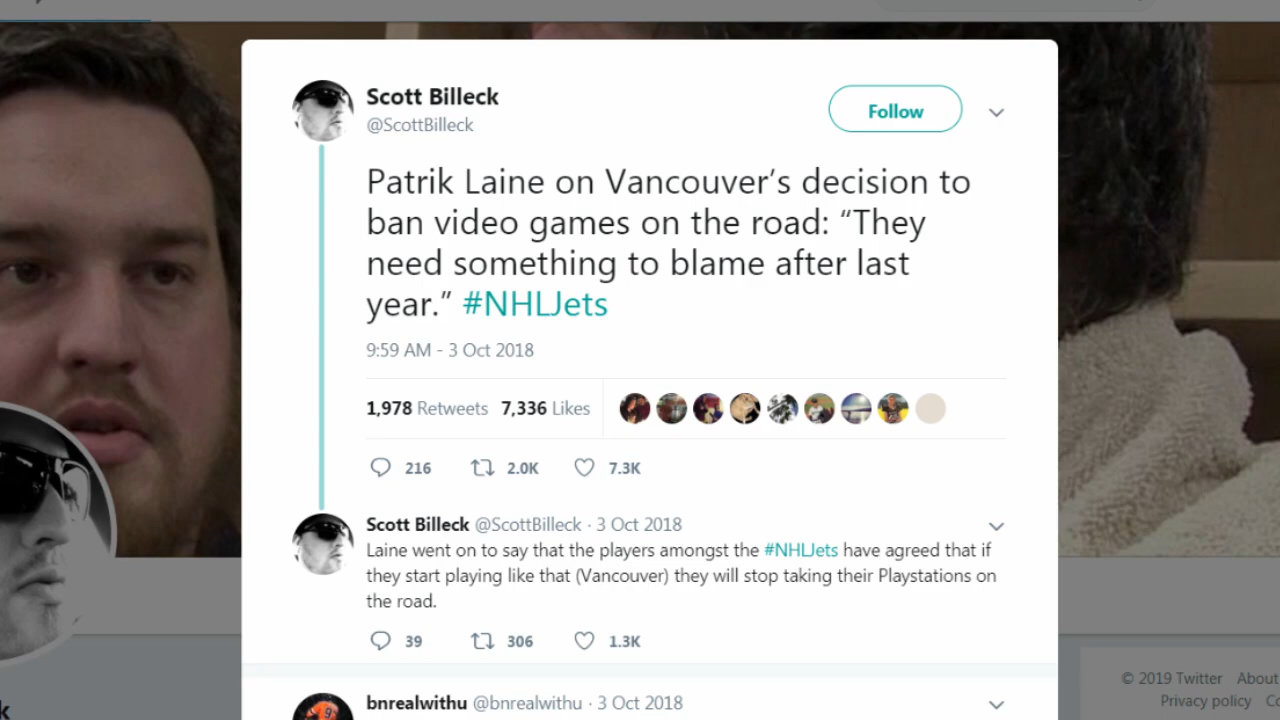 Scott Billeck
@ScottBilleck
Follow
Patrik Laine on Vancouver’s decision to
ban video games on the road: “They
need something to blame after last
year.” #NHLJets
9:59 AM - 3 Oct 2018
1,978 Retweets 7,336 Likes
216 2.0K 7.3K
Scott Billeck @ScottBilleck · 3 Oct 2018
Laine went on to say that the players amongst the #NHLJets have agreed that if
they start playing like that (Vancouver) they will stop taking their Playstations on
the road.
39 306 1.3K
© 2019 Twitter About
Privacy policy
bnrealwithu @bnrealwithu · 3 Oct 2018